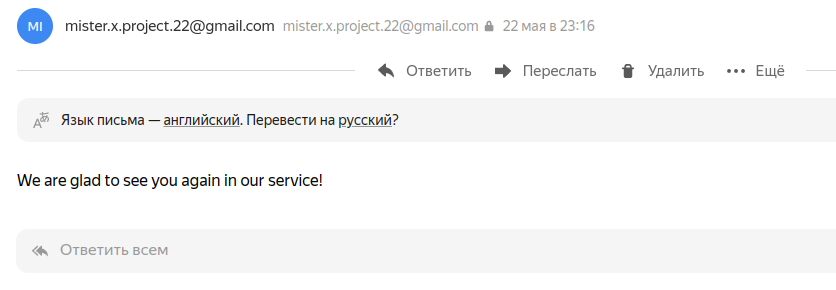 MI mister.x.project.22@gmail.com mister.x.project.22@gmail.com 22 мая в 23:16
Ответить Переслать Удалить Ещё
Язык письма — английский. Перевести на русский?
We are glad to see you again in our service!
Ответить всем